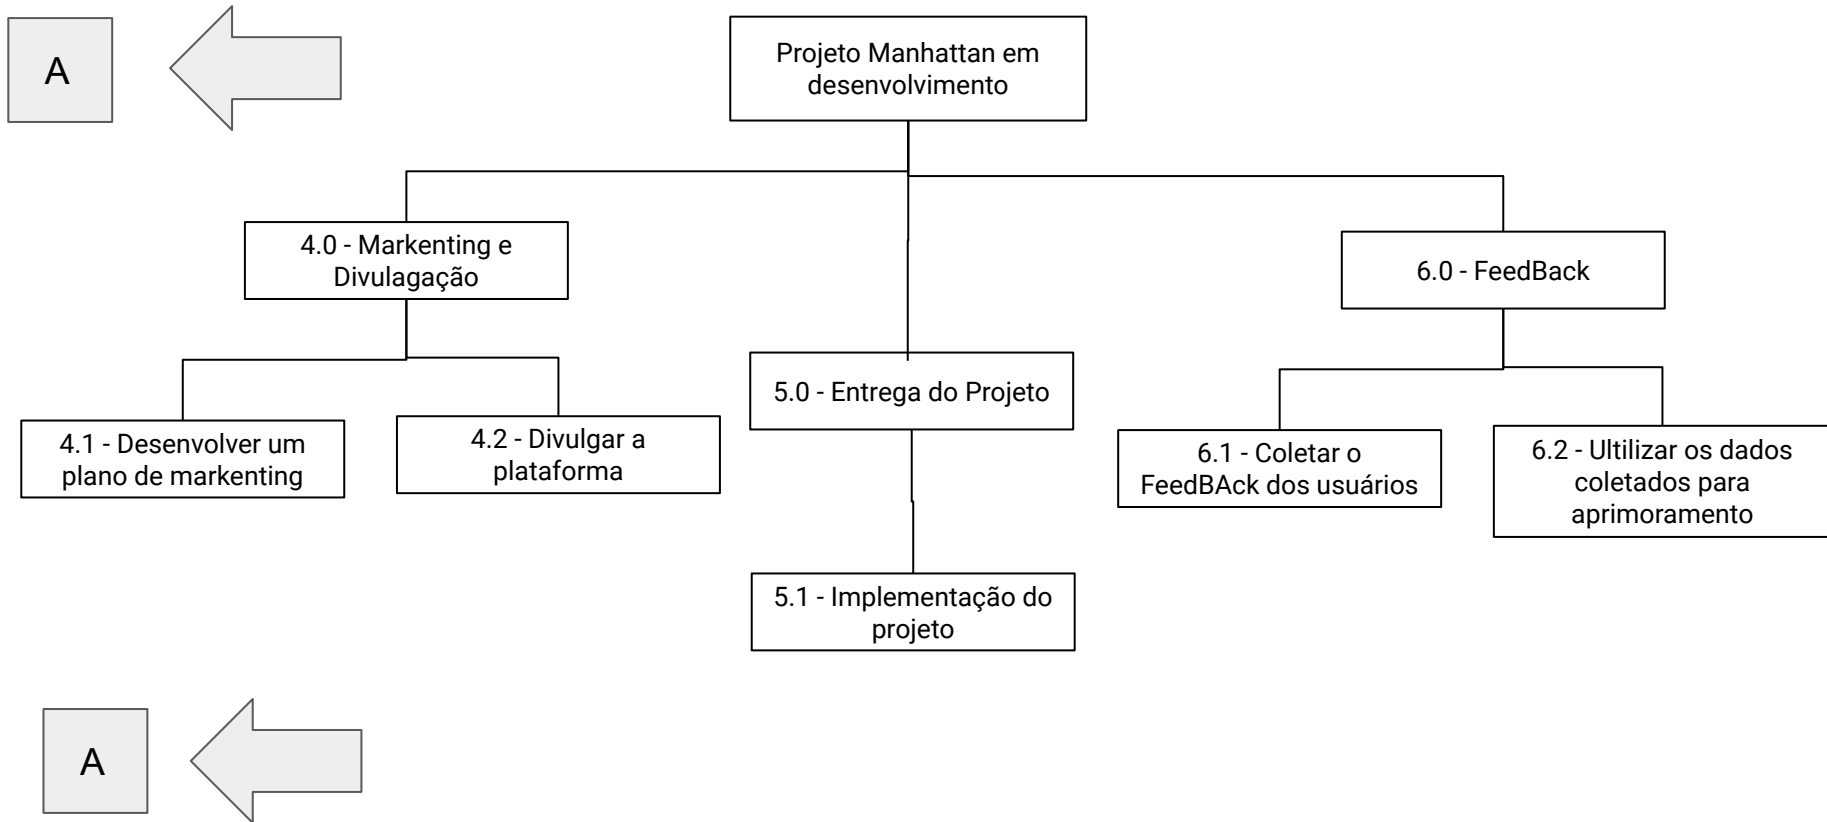 A
Projeto Manhattan em
desenvolvimento
4.0 - Markenting e
Divulagação
6.0 - FeedBack
5.0 - Entrega do Projeto
4.1 - Desenvolver um
plano de markenting
4.2 - Divulgar a
plataforma
6.1 - Coletar o
FeedBAck dos usuários
6.2 - Ultilizar os dados
coletados para
aprimoramento
5.1 - Implementação do
projeto
A